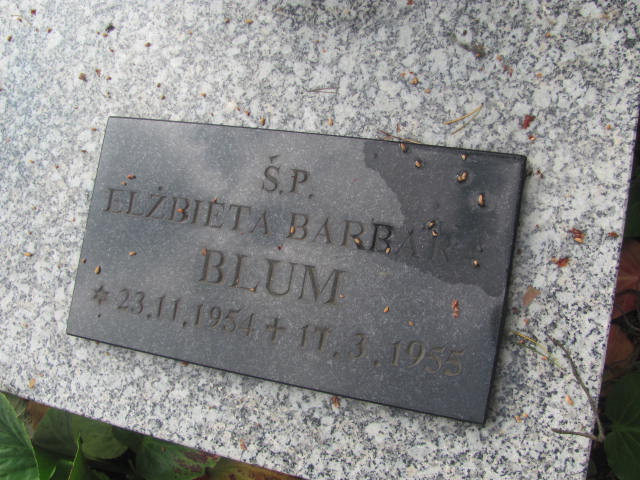 Ś.P.
ELŻBIETA BARBARA
BLUM
* 23.11.1954 + 11.3.1955